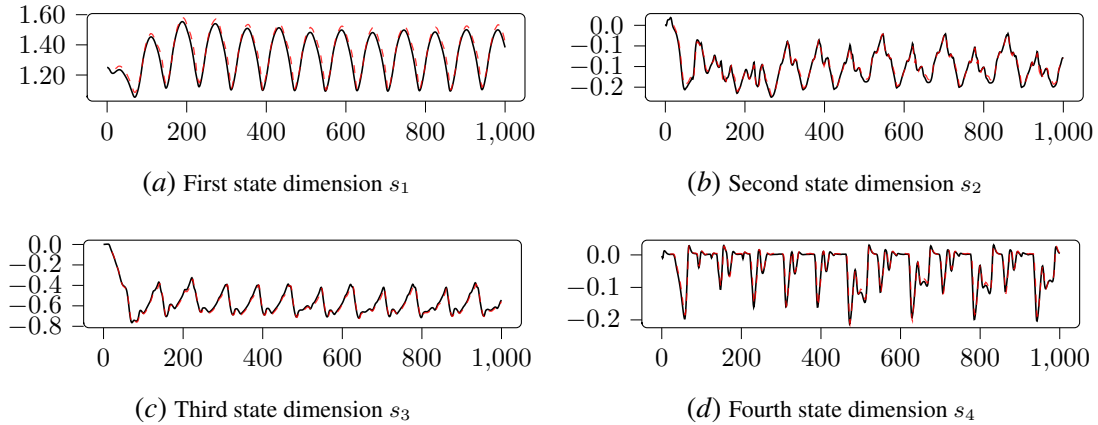 1.60
1.40
1.20
0 200 400 600 800 1,000
(a) First state dimension s1
−0.0
−0.1
−0.1
−0.2
0 200 400 600 800 1,000
(b) Second state dimension s2
0.0
−0.2
−0.4
−0.6
−0.8
0 200 400 600 800 1,000
(c) Third state dimension s3
0.0
−0.1
−0.2
0 200 400 600 800 1,000
(d) Fourth state dimension s4